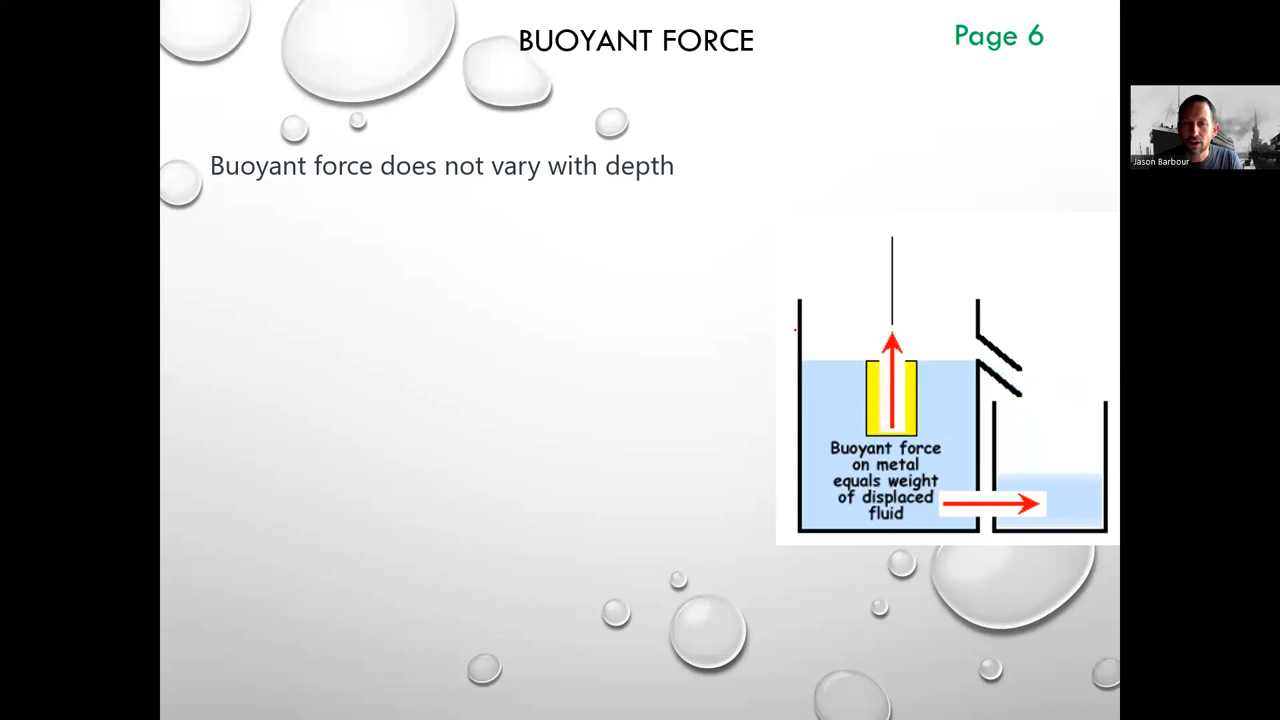 BUOYANT FORCE
Page 6
Jason Barbour
Buoyant force does not vary with depth
Buoyant force
on metal
equals weight
of displaced
fluid